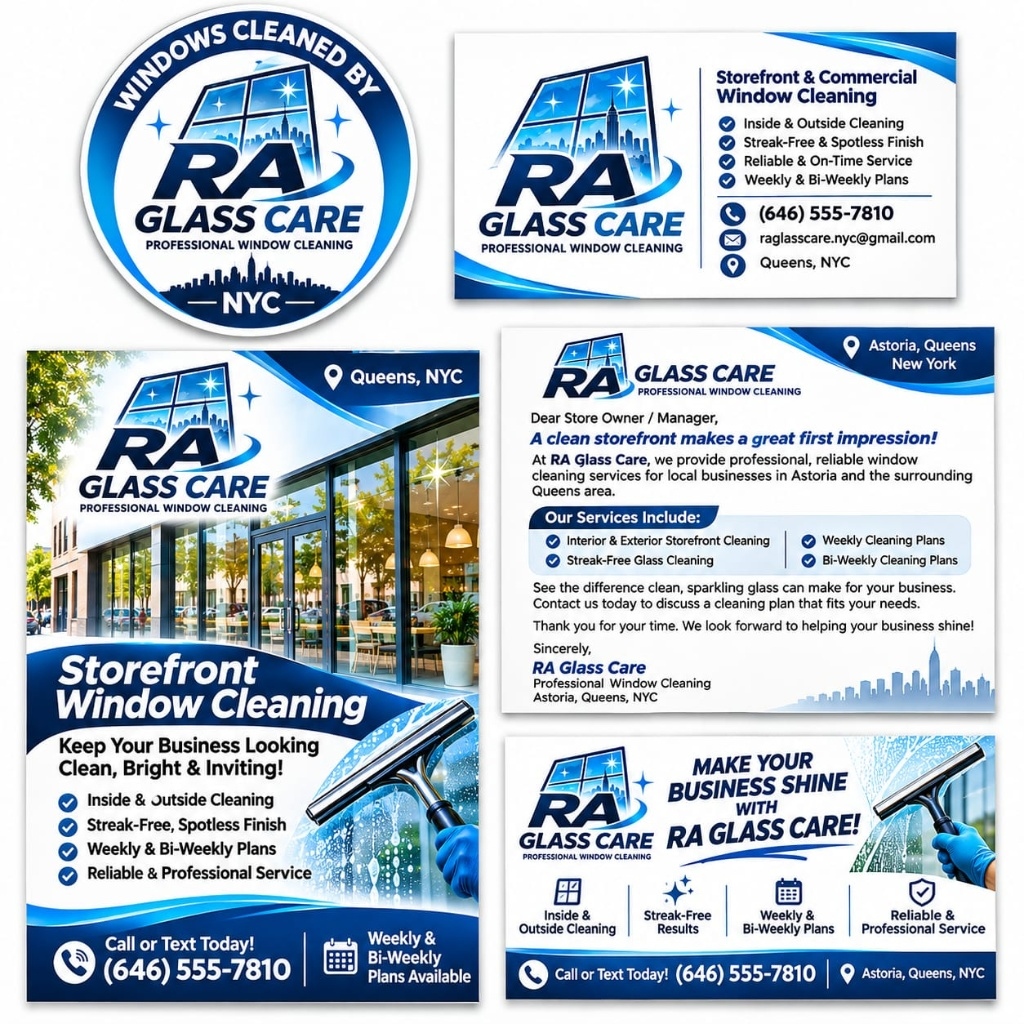 WINDOWS CLEANED BY
RA
GLASS CARE
PROFESSIONAL WINDOW CLEANING
NYC
RA
GLASS CARE
PROFESSIONAL WINDOW CLEANING
Storefront & Commercial
Window Cleaning
Inside & Outside Cleaning
Streak-Free & Spotless Finish
Reliable & On-Time Service
Weekly & Bi-Weekly Plans
(646) 555-7810
raglasscare.nyc@gmail.com
Queens, NYC
RA
GLASS CARE
PROFESSIONAL WINDOW CLEANING
Queens, NYC
Storefront
Window Cleaning
Keep Your Business Looking
Clean, Bright & Inviting!
Inside & Outside Cleaning
Streak-Free, Spotless Finish
Weekly & Bi-Weekly Plans
Reliable & Professional Service
Call or Text Today!
(646) 555-7810
Weekly &
Bi-Weekly
Plans Available
RA GLASS CARE
PROFESSIONAL WINDOW CLEANING
Astoria, Queens
New York
Dear Store Owner / Manager,
A clean storefront makes a great first impression!
At RA Glass Care, we provide professional, reliable window
cleaning services for local businesses in Astoria and the surrounding
Queens area.
Our Services Include:
Interior & Exterior Storefront Cleaning
Streak-Free Glass Cleaning
Weekly Cleaning Plans
Bi-Weekly Cleaning Plans
See the difference clean, sparkling glass can make for your business.
Contact us today to discuss a cleaning plan that fits your needs.
Thank you for your time. We look forward to helping your business shine!
Sincerely,
RA Glass Care
Professional Window Cleaning
Astoria, Queens, NYC
RA
GLASS CARE
PROFESSIONAL WINDOW CLEANING
MAKE YOUR
BUSINESS SHINE
WITH
RA GLASS CARE!
Inside &
Outside Cleaning
Streak-Free
Results
Weekly &
Bi-Weekly Plans
Reliable &
Professional Service
Call or Text Today! (646) 555-7810
Astoria, Queens, NYC